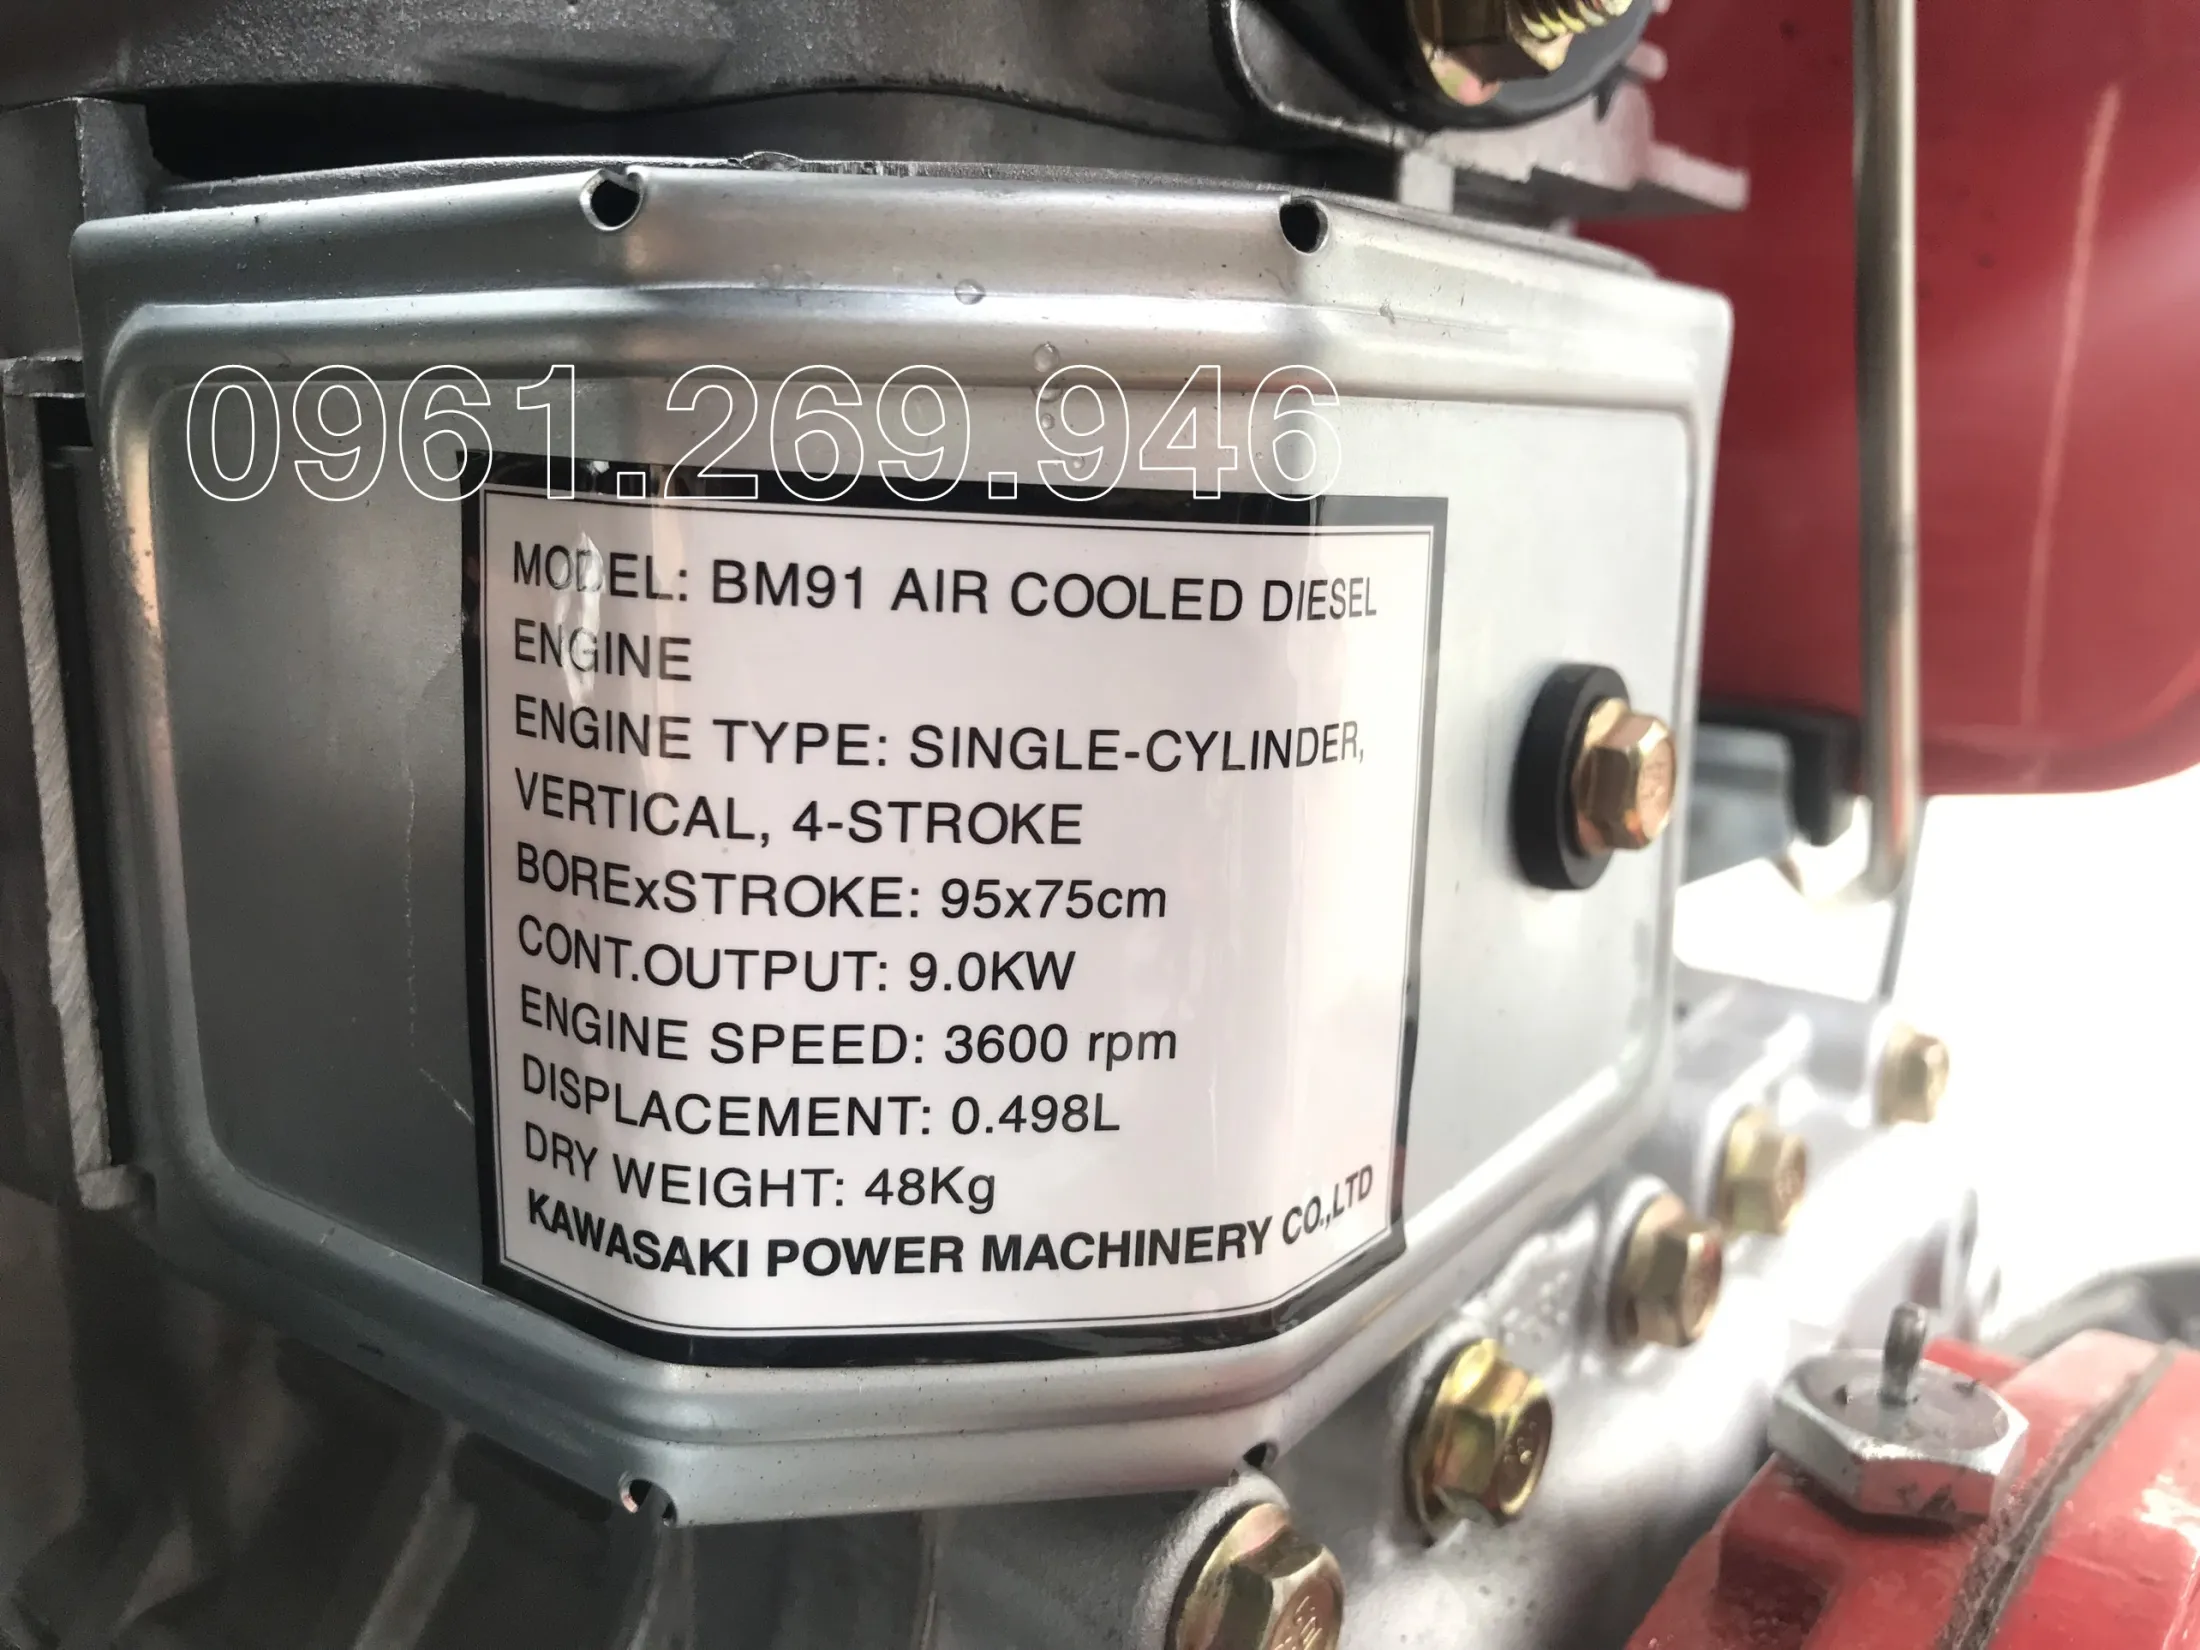 0961.269.946
MODEL: BM91 AIR COOLED DIESEL
ENGINE
ENGINE TYPE: SINGLE-CYLINDER,
VERTICAL, 4-STROKE
BORExSTROKE: 95x75cm
CONT.OUTPUT: 9.0KW
ENGINE SPEED: 3600 rpm
DISPLACEMENT: 0.498L
DRY WEIGHT: 48Kg
KAWASAKI POWER MACHINERY CO.,LTD